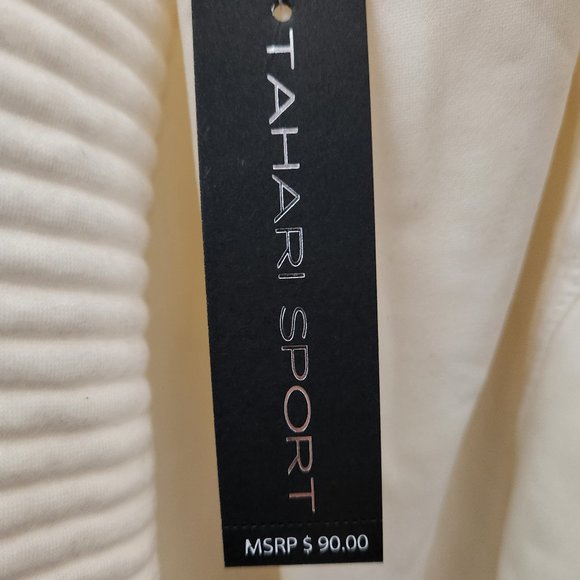 TAHARI SPORT
MSRP $ 90.00